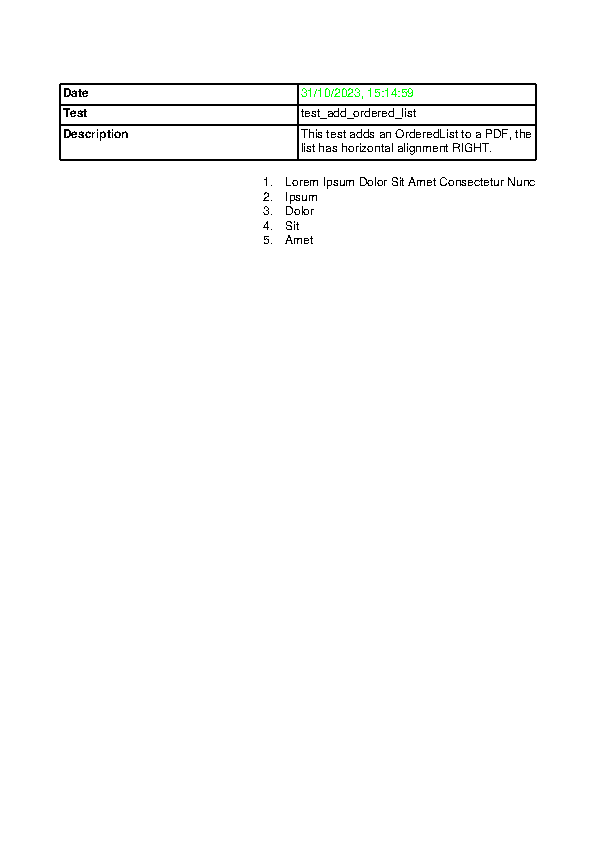 Date 31/10/2023, 15:14:59
Test test_add_ordered_list
Description This test adds an OrderedList to a PDF, the
list has horizontal alignment RIGHT.
1. Lorem Ipsum Dolor Sit Amet Consectetur Nunc
2. Ipsum
3. Dolor
4. Sit
5. Amet